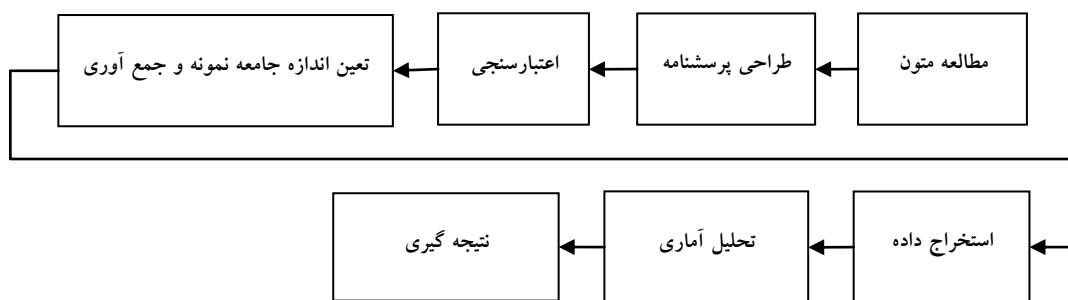 مطالعه متون
طراحی پرسشنامه
اعتبارسنجی
تعین اندازه جامعه نمونه و جمع آوری
استخراج داده
تحلیل آماری
نتیجه گیری